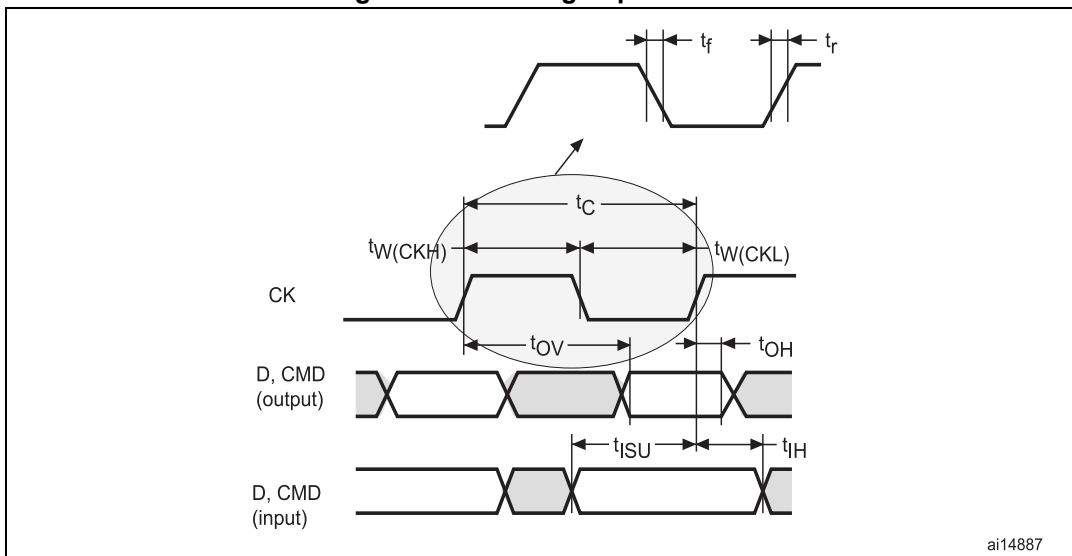 tf
tr
tC
tW(CKH)
tW(CKL)
CK
tOV
tOH
D, CMD
(output)
tISU
tIH
D, CMD
(input)
ai14887